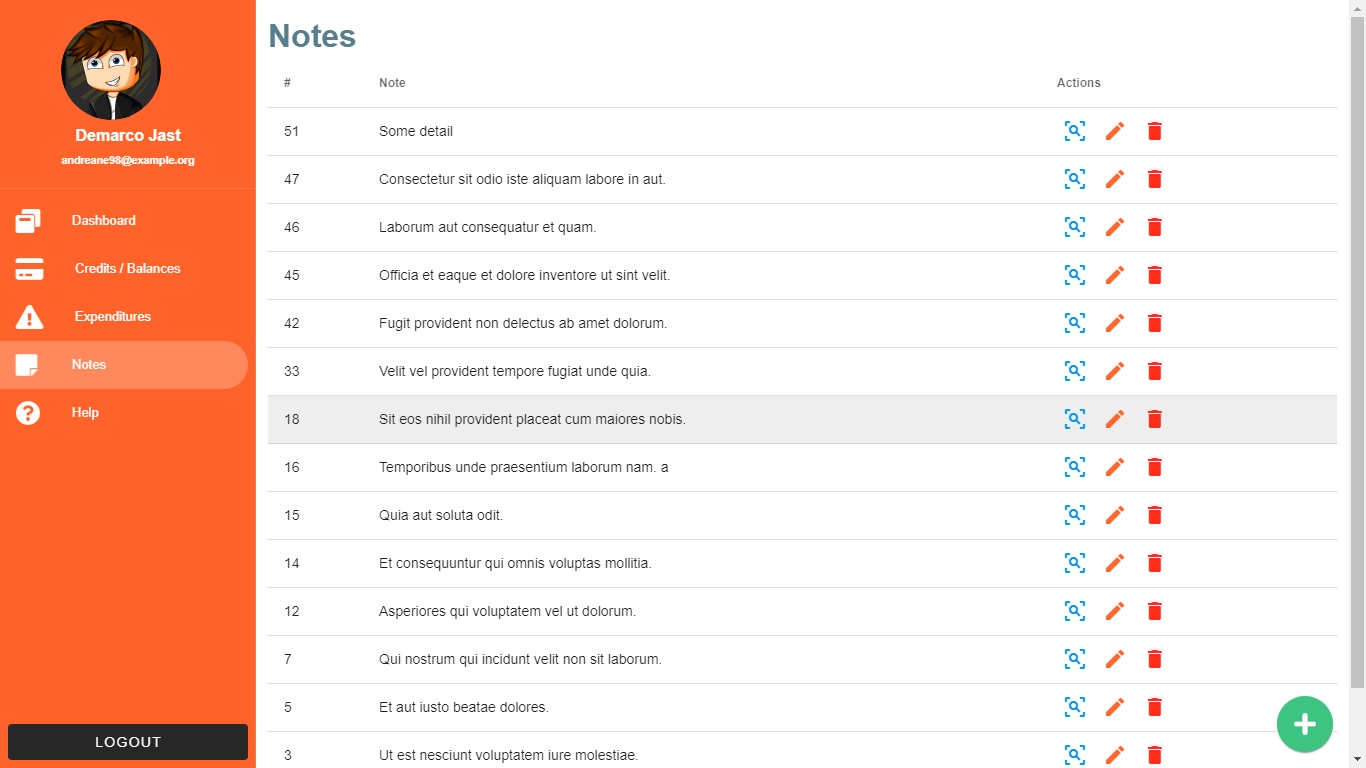 Demarco Jast
andreane98@example.org
Dashboard
Credits / Balances
Expenditures
Notes
Help
LOGOUT
Notes
# Note Actions
51 Some detail
47 Consectetur sit odio iste aliquam labore in aut.
46 Laborum aut consequatur et quam.
45 Officia et eaque et dolore inventore ut sint velit.
42 Fugit provident non delectus ab amet dolorum.
33 Velit vel provident tempore fugiat unde quia.
18 Sit eos nihil provident placeat cum maiores nobis.
16 Temporibus unde praesentium laborum nam. a
15 Quia aut soluta odit.
14 Et consequuntur qui omnis voluptas mollitia.
12 Asperiores qui voluptatem vel ut dolorum.
7 Qui nostrum qui incidunt velit non sit laborum.
5 Et aut iusto beatae dolores.
3 Ut est nesciunt voluptatem iure molestiae.